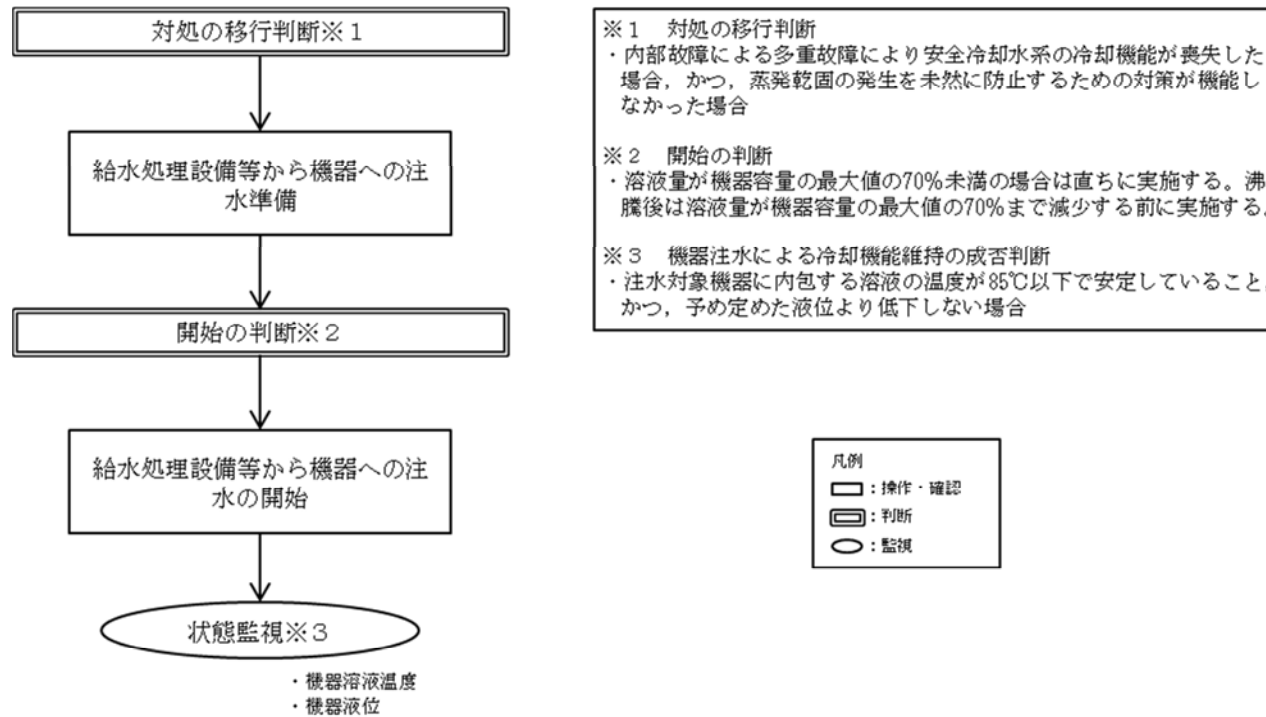 対処の移行判断※１
給水処理設備等から機器への注
水準備
開始の判断※２
給水処理設備等から機器への注
水の開始
状態監視※３
・機器溶液温度
・機器液位
※１　対処の移行判断
・内部故障による多重故障により安全冷却水系の冷却機能が喪失した
場合，かつ，蒸発乾固の発生を未然に防止するための対策が機能し
なかった場合
※２　開始の判断
・溶液量が機器容量の最大値の70%未満の場合は直ちに実施する。沸
騰後は溶液量が機器容量の最大値の70%まで減少する前に実施する。
※３　機器注水による冷却機能維持の成否判断
・注水対象機器に内包する溶液の温度が85℃以下で安定していること。
かつ，予め定めた液位より低下しない場合
凡例
：操作・確認
：判断
：監視